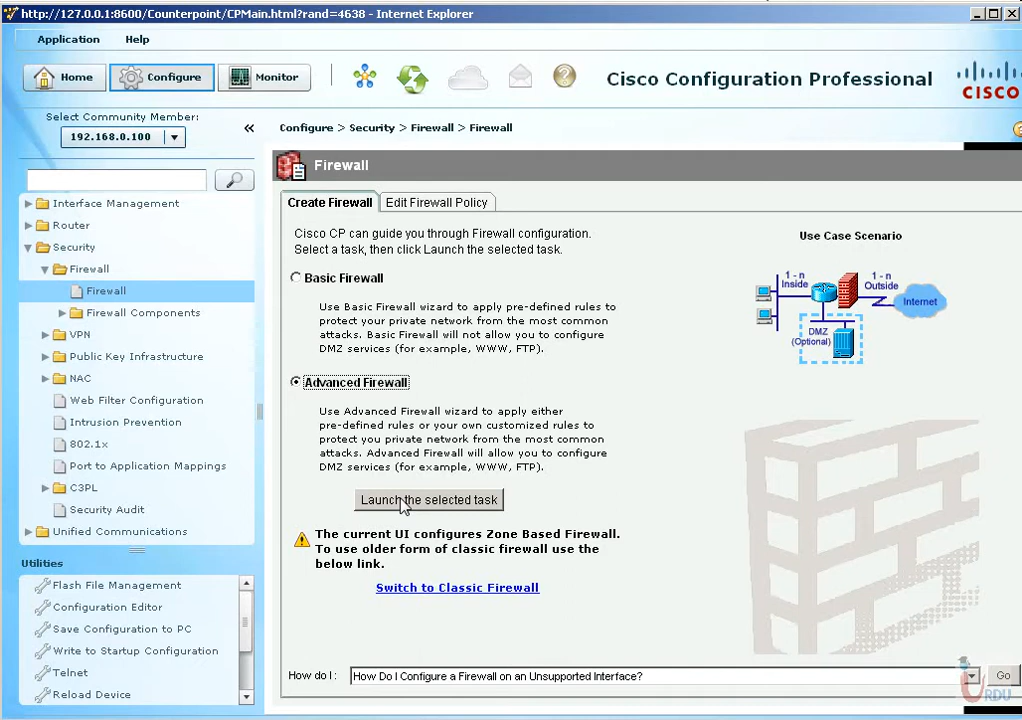 http://127.0.0.1:8600/Counterpoint/CPMain.html?rand=4638 - Internet Explorer
Application Help
Home Configure Monitor
Cisco Configuration Professional
CISCO
Select Community Member:
192.168.0.100
«
Configure > Security > Firewall > Firewall
Interface Management
Router
Security
Firewall
Firewall
Firewall Components
VPN
Public Key Infrastructure
NAC
Web Filter Configuration
Intrusion Prevention
802.1x
Port to Application Mappings
C3PL
Security Audit
Unified Communications
Utilities
Flash File Management
Configuration Editor
Save Configuration to PC
Write to Startup Configuration
Telnet
Reload Device
Firewall
Create Firewall Edit Firewall Policy
Cisco CP can guide you through Firewall configuration.
Select a task, then click Launch the selected task.
Basic Firewall
Use Basic Firewall wizard to apply pre-defined rules to
protect your private network from the most common
attacks. Basic Firewall will not allow you to configure
DMZ services (for example, WWW, FTP).
Advanced Firewall
Use Advanced Firewall wizard to apply either
pre-defined rules or your own customized rules to
protect you private network from the most common
attacks. Advanced Firewall will allow you to configure
DMZ services (for example, WWW, FTP).
Launch the selected task
The current UI configures Zone Based Firewall.
To use older form of classic firewall use the
below link.
Switch to Classic Firewall
Use Case Scenario
1 - n
Inside
1 - n
Outside
Internet
DMZ
(Optional)
How do I:
How Do I Configure a Firewall on an Unsupported Interface?
Go
URDU